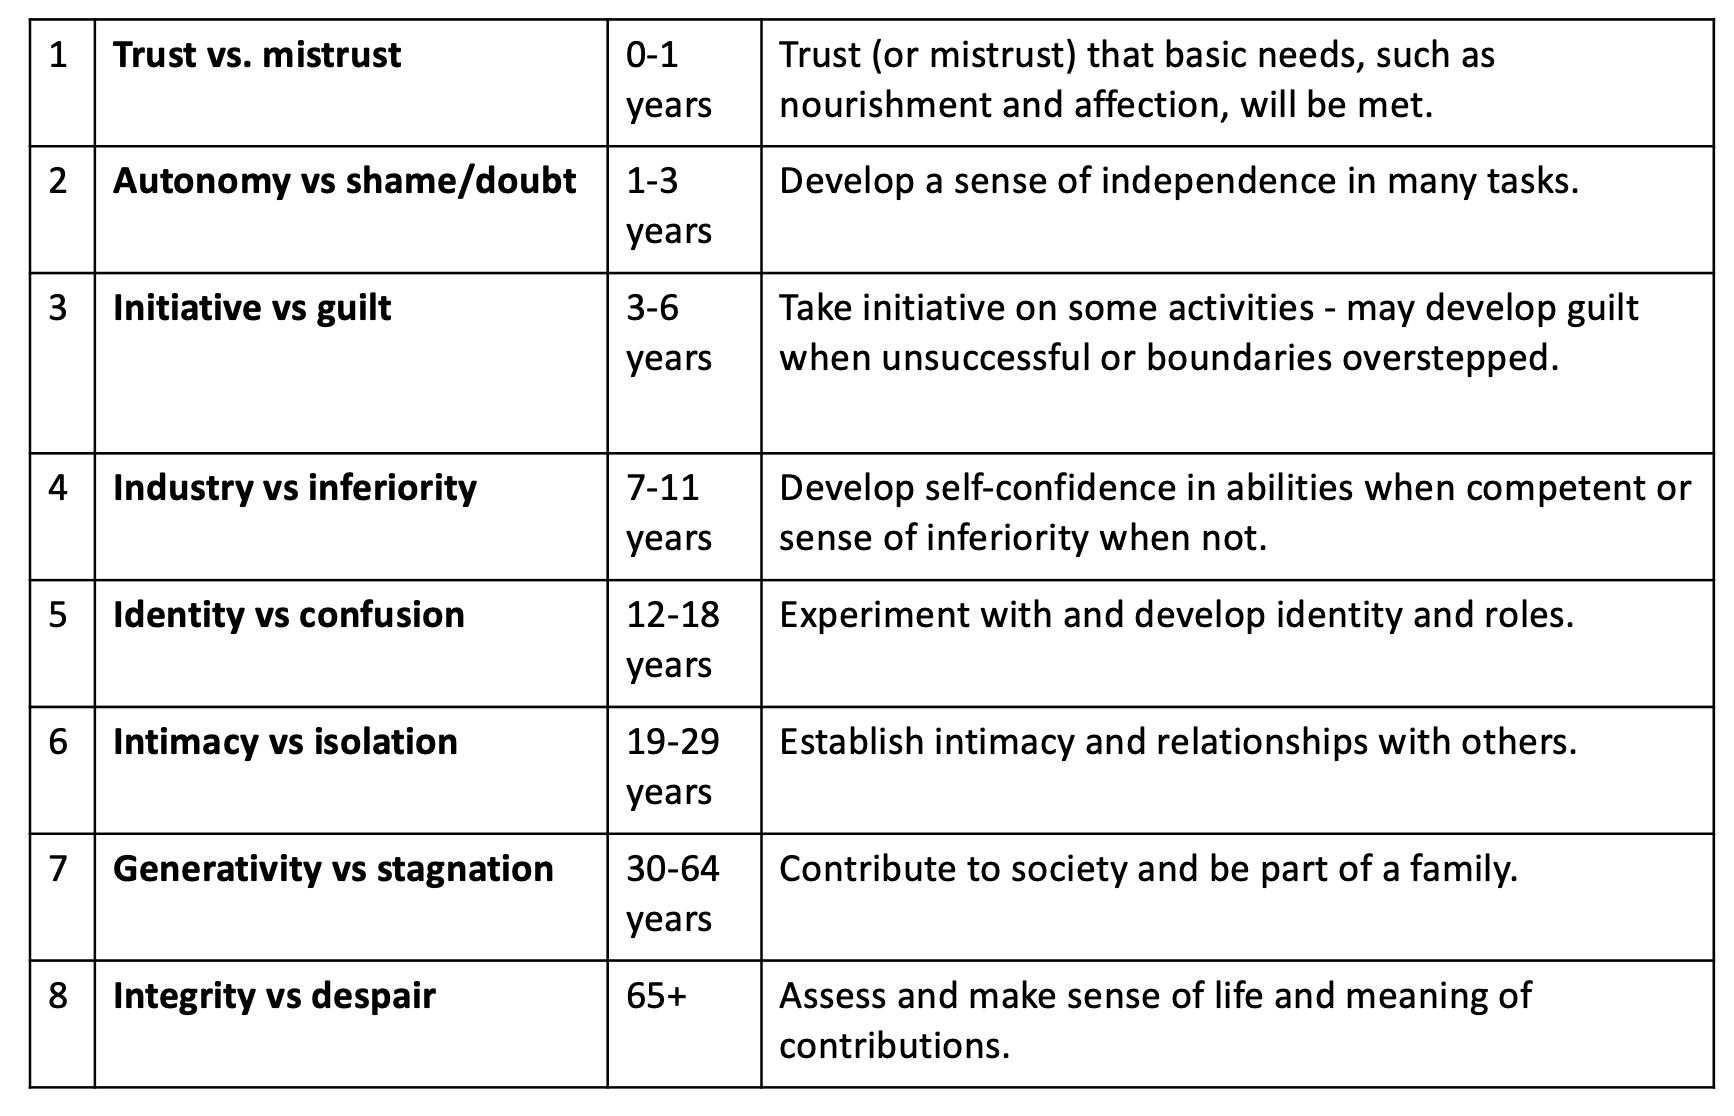 1 Trust vs. mistrust 0-1 Trust (or mistrust) that basic needs, such as
years nourishment and affection, will be met.
2 Autonomy vs shame/doubt 1-3 Develop a sense of independence in many tasks.
years
3 Initiative vs guilt 3-6 Take initiative on some activities - may develop guilt
years when unsuccessful or boundaries overstepped.
4 Industry vs inferiority 7-11 Develop self-confidence in abilities when competent or
years sense of inferiority when not.
5 Identity vs confusion 12-18 Experiment with and develop identity and roles.
years
6 Intimacy vs isolation 19-29 Establish intimacy and relationships with others.
years
7 Generativity vs stagnation 30-64 Contribute to society and be part of a family.
years
8 Integrity vs despair 65+ Assess and make sense of life and meaning of
contributions.